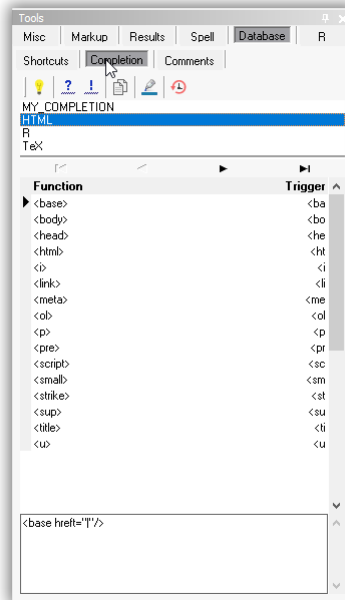 Tools
Misc Markup Results Spell Database R
Shortcuts Completion Comments
MY_COMPLETION
HTML
R
TeX
Function Trigger
<base> <ba
<body> <bo
<head> <he
<html> <ht
<i> <i
<link> <li
<meta> <me
<ol> <ol
<p> <p
<pre> <pr
<script> <sc
<small> <sm
<strike> <st
<sup> <su
<title> <ti
<u> <u
<base hreft="|"/>